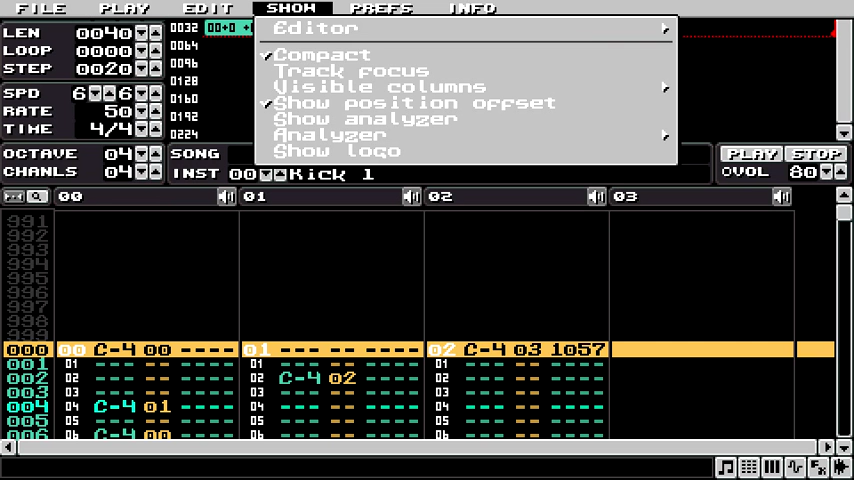 FILE PLAY EDIT SHOW PREFS INFO
LEN 0040
LOOP 0000
STEP 0020
SPD 6 6
RATE 50
TIME 4/4
OCTAVE 04
CHANLS 04
0032 00+0
0064
0096
0128
0160
0192
0224
Editor
Compact
Track focus
Visible columns
Show position offset
Show analyzer
Analyzer
Show logo
SONG
INST 00 Kick 1
PLAY STOP
VOL 80
00 01 02 03
991
992
993
994
995
996
997
998
999
000 00 C-4 00 ---- 01 --- -- ---- 02 C-4 03 1057
001 01 --- -- ---- 01 --- -- ---- 01 --- -- ----
002 02 --- -- ---- 02 C-4 02 ---- 02 --- -- ----
003 03 --- -- ---- 03 --- -- ---- 03 --- -- ----
004 04 C-4 01 ---- 04 --- -- ---- 04 --- -- ----
005 05 --- -- ---- 05 --- -- ---- 05 --- -- ----
006 06 C-4 00 ---- 06 --- -- ---- 06 --- -- ----